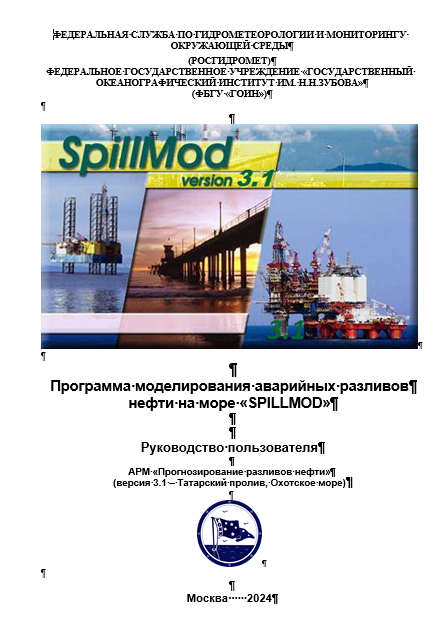 ФЕДЕРАЛЬНАЯ·СЛУЖБА·ПО·ГИДРОМЕТЕОРОЛОГИИ·И·МОНИТОРИНГУ·
ОКРУЖАЮЩЕЙ·СРЕДЫ¶
(РОСГИДРОМЕТ)¶
ФЕДЕРАЛЬНОЕ·ГОСУДАРСТВЕННОЕ·УЧРЕЖДЕНИЕ·«ГОСУДАРСТВЕННЫЙ·
ОКЕАНОГРАФИЧЕСКИЙ·ИНСТИТУТ·ИМ.·Н.Н.ЗУБОВА»¶
(ФБГУ·«ГОИН»)¶
¶
¶
SpillMod
version 3.1
3.1
¶
¶
¶
Программа·моделирования·аварийных·разливов¶
нефти·на·море·«SPILLMOD»¶
¶
¶
Руководство·пользователя¶
¶
АРМ·«Прогнозирование·разливов·нефти»¶
(версия·3.1·–·Татарский·пролив,·Охотское·море)¶
¶
¶
¶
¶
Москва······2024¶